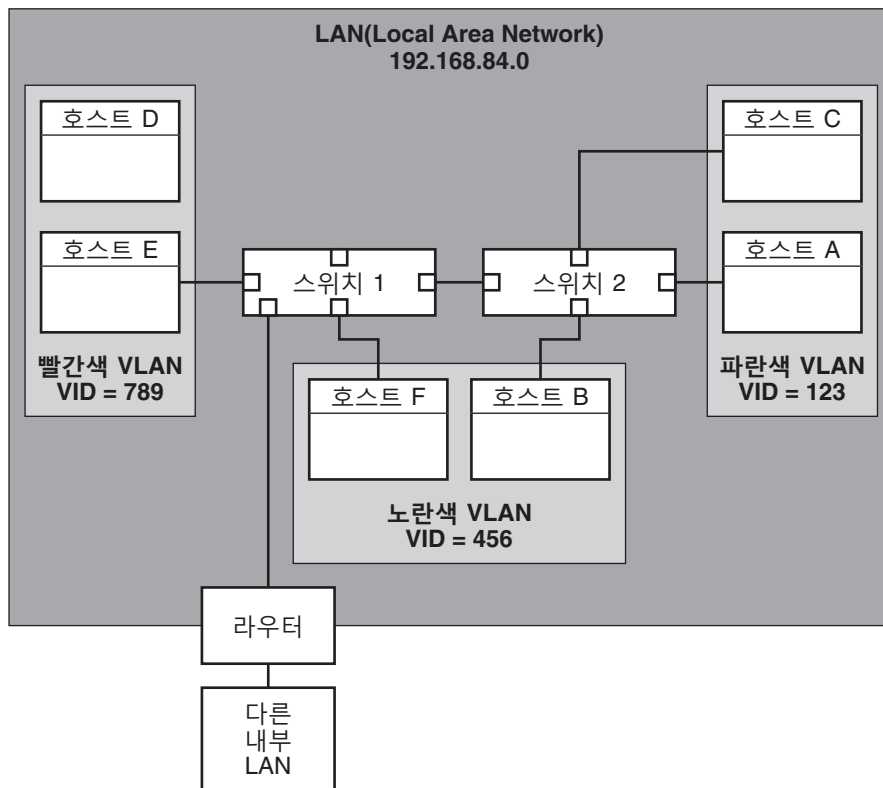 LAN(Local Area Network)
192.168.84.0
호스트 D
호스트 C
호스트 E
호스트 A
스위치 1
스위치 2
빨간색 VLAN
VID = 789
파란색 VLAN
VID = 123
호스트 F
호스트 B
노란색 VLAN
VID = 456
라우터
다른
내부
LAN